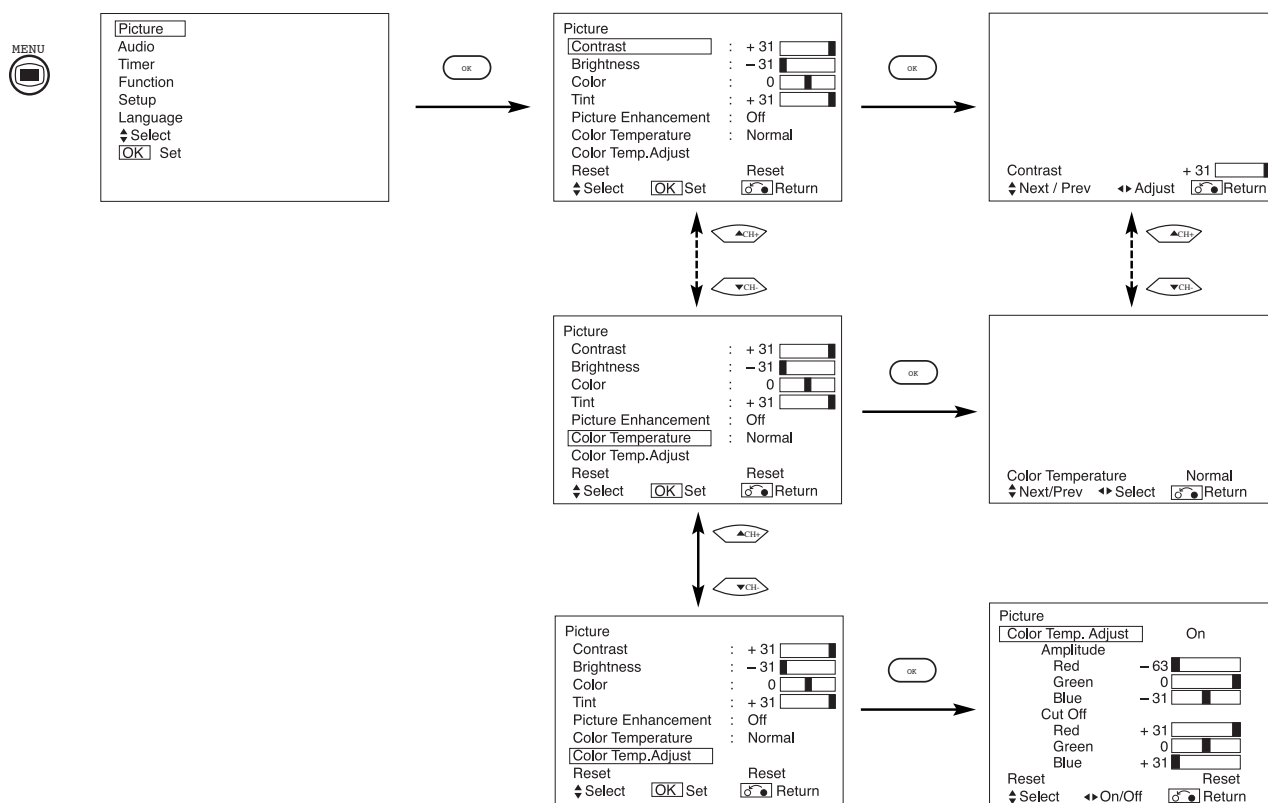 MENU
Picture
Audio
Timer
Function
Setup
Language
Select
OK Set
OK
Picture
Contrast : + 31
Brightness : – 31
Color : 0
Tint : + 31
Picture Enhancement : Off
Color Temperature : Normal
Color Temp.Adjust
Reset Reset
Select OK Set Return
OK
Contrast + 31
Next / Prev Adjust Return
▲CH+
▼CH-
▲CH+
▼CH-
Picture
Contrast : + 31
Brightness : – 31
Color : 0
Tint : + 31
Picture Enhancement : Off
Color Temperature : Normal
Color Temp.Adjust
Reset Reset
Select OK Set Return
OK
Color Temperature Normal
Next/Prev Select Return
▲CH+
▼CH-
Picture
Contrast : + 31
Brightness : – 31
Color : 0
Tint : + 31
Picture Enhancement : Off
Color Temperature : Normal
Color Temp.Adjust
Reset Reset
Select OK Set Return
OK
Picture
Color Temp. Adjust On
Amplitude
Red – 63
Green 0
Blue – 31
Cut Off
Red + 31
Green 0
Blue + 31
Reset Reset
Select On/Off Return